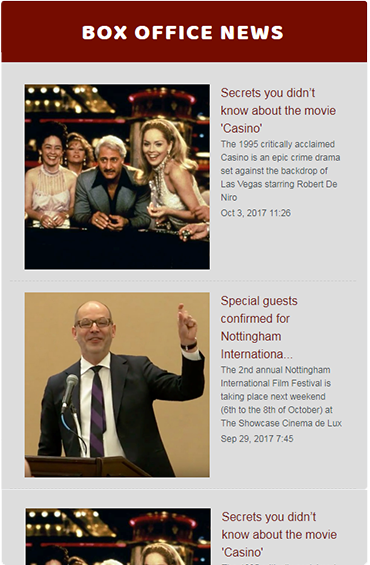 BOX OFFICE NEWS
Secrets you didn't
know about the movie
'Casino'
The 1995 critically acclaimed
Casino is an epic crime drama
set against the backdrop of
Las Vegas starring Robert De
Niro
Oct 3, 2017 11:26
Special guests
confirmed for
Nottingham
Internationa...
The 2nd annual Nottingham
International Film Festival is
taking place next weekend
(6th to the 8th of October) at
The Showcase Cinema de Lux
Sep 29, 2017 7:45
Secrets you didn't
know about the movie
'Casino'